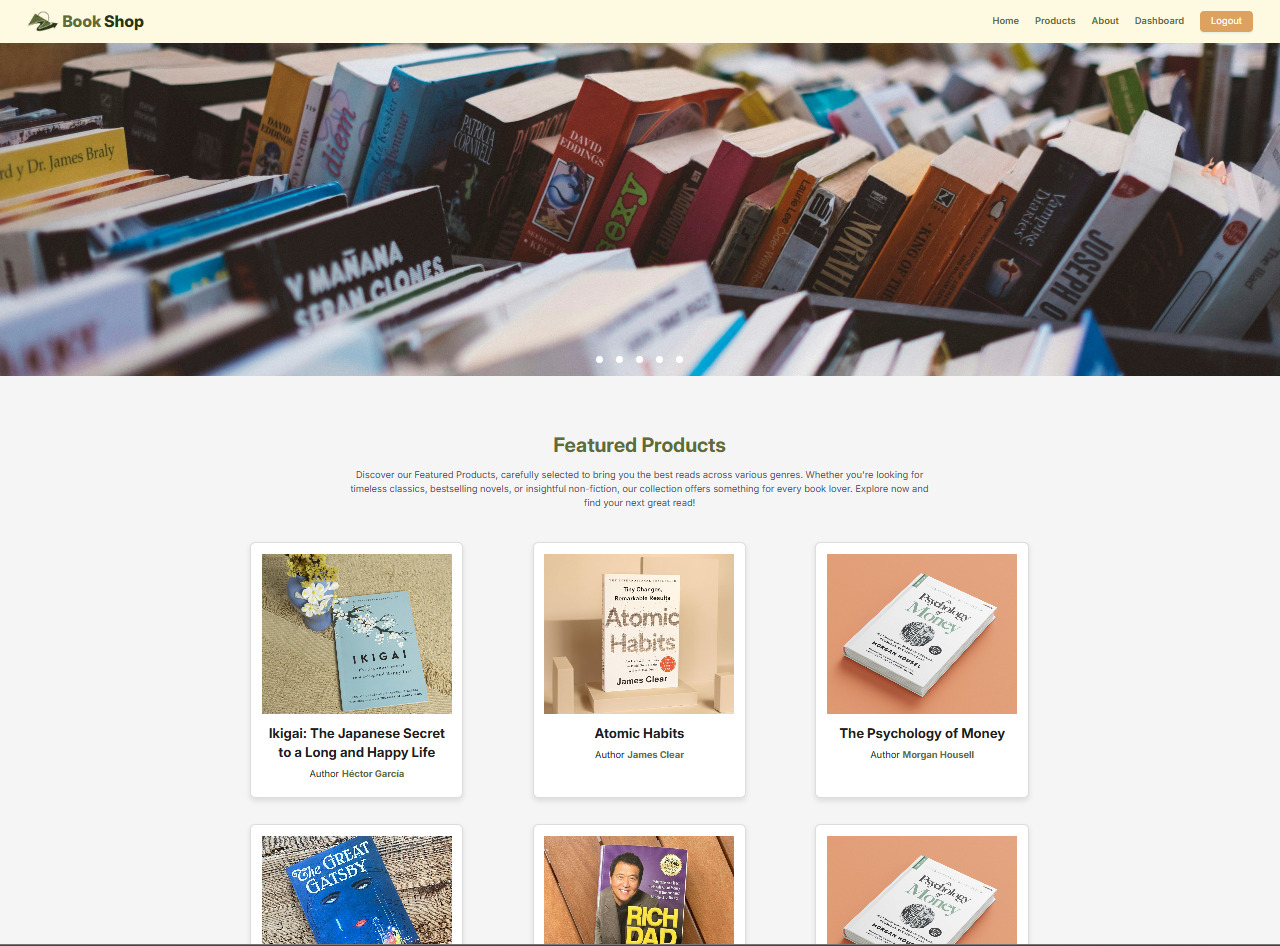 Book Shop
Home Products About Dashboard Logout
DAVID EDDINGS
diem
PATRICIA CORNWELL
PATRICIA
DAVID EDDINGS
rd y Dr. James Braly
sexy
Vampire Diaries
JOSEPH O
KING OF THE
Y MAÑANA
SERÁN CLONES
Featured Products
Discover our Featured Products, carefully selected to bring you the best reads across various genres. Whether you're looking for
timeless classics, bestselling novels, or insightful non-fiction, our collection offers something for every book lover. Explore now and
find your next great read!
IKIGAI
Tiny Changes,
Remarkable Results
Atomic
Habits
James Clear
The
Psychology
of
Money
MORGAN HOUSEL
Ikigai: The Japanese Secret
to a Long and Happy Life
Author Héctor García
Atomic Habits
Author James Clear
The Psychology of Money
Author Morgan Housell
The GREAT
GATSBY
RICH
DAD
The
Psychology
of
Money
MORGAN HOUSEL